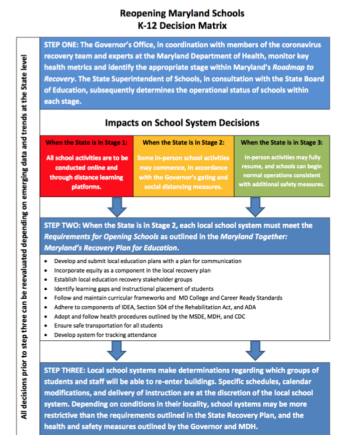 Reopening Maryland Schools
K-12 Decision Matrix
All decisions prior to step three can be reevaluated depending on emerging data and trends at the State level
STEP ONE: The Governor's Office, in coordination with members of the coronavirus
recovery team and experts at the Maryland Department of Health, monitor key
health metrics and identify the appropriate stage within Maryland's Roadmap to
Recovery. The State Superintendent of Schools, in consultation with the State Board
of Education, subsequently determines the operational status of schools within
each stage.
Impacts on School System Decisions
When the State is in Stage 1:
All school activities are to be
conducted online and
through distance learning
platforms.
When the State is in Stage 2:
Some in-person school activities
may commence, in accordance
with the Governor's gating and
social distancing measures.
When the State is in Stage 3:
In-person activities may fully
resume, and schools can begin
normal operations consistent
with additional safety measures.
STEP TWO: When the State is in Stage 2, each local school system must meet the
Requirements for Opening Schools as outlined in the Maryland Together:
Maryland's Recovery Plan for Education.
• Develop and submit local education plans with a plan for communication
• Incorporate equity as a component in the local recovery plan
• Establish local education recovery stakeholder groups
• Identify learning gaps and instructional placement of students
• Follow and maintain curricular frameworks and MD College and Career Ready Standards
• Adhere to components of IDEA, Section 504 of the Rehabilitation Act, and ADA
• Adopt and follow health procedures outlined by the MSDE, MDH, and CDC
• Ensure safe transportation for all students
• Develop system for tracking attendance
STEP THREE: Local school systems make determinations regarding which groups of
students and staff will be able to re-enter buildings. Specific schedules, calendar
modifications, and delivery of instruction are at the discretion of the local school
system. Depending on conditions in their locality, school systems may be more
restrictive than the requirements outlined in the State Recovery Plan, and the
health and safety measures outlined by the Governor and MDH.